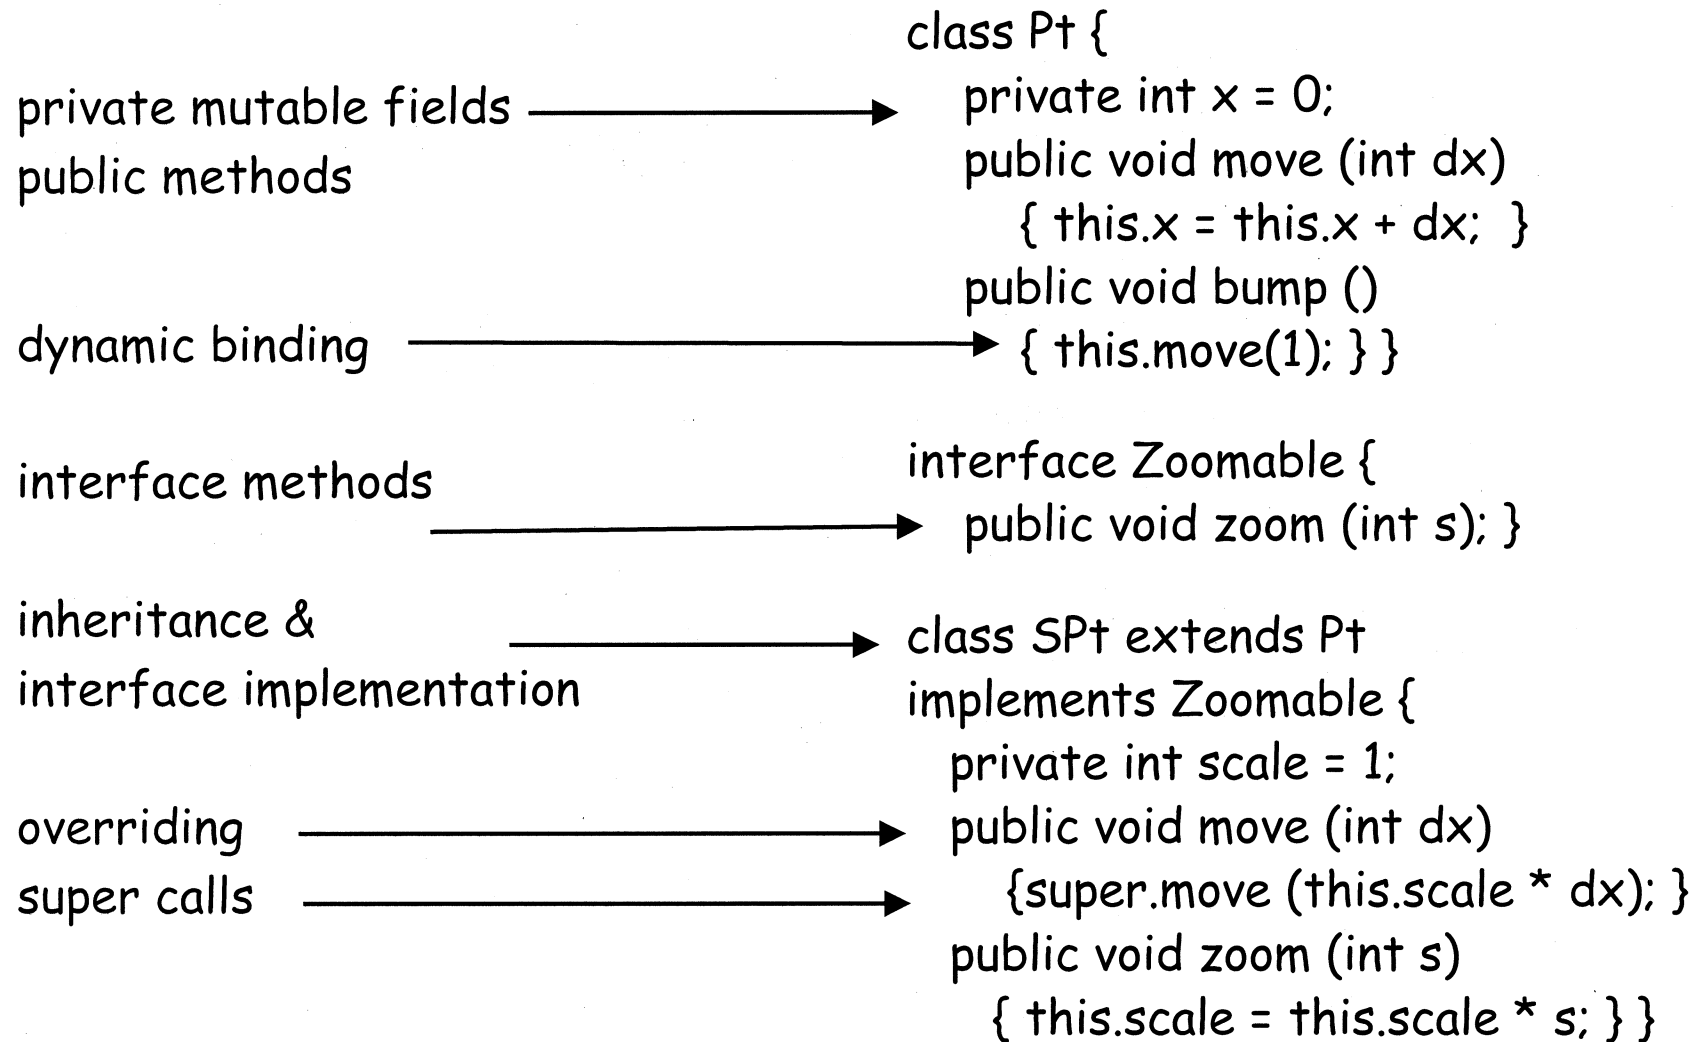 class Pt {
private mutable fields
private int x = 0;
public methods
public void move (int dx)
{ this.x = this.x + dx; }
public void bump ()
dynamic binding
{ this.move(1); } }
interface methods
interface Zoomable {
public void zoom (int s); }
inheritance &
interface implementation
class SPt extends Pt
implements Zoomable {
private int scale = 1;
overriding
public void move (int dx)
super calls
{super.move (this.scale * dx); }
public void zoom (int s)
{ this.scale = this.scale * s; } }